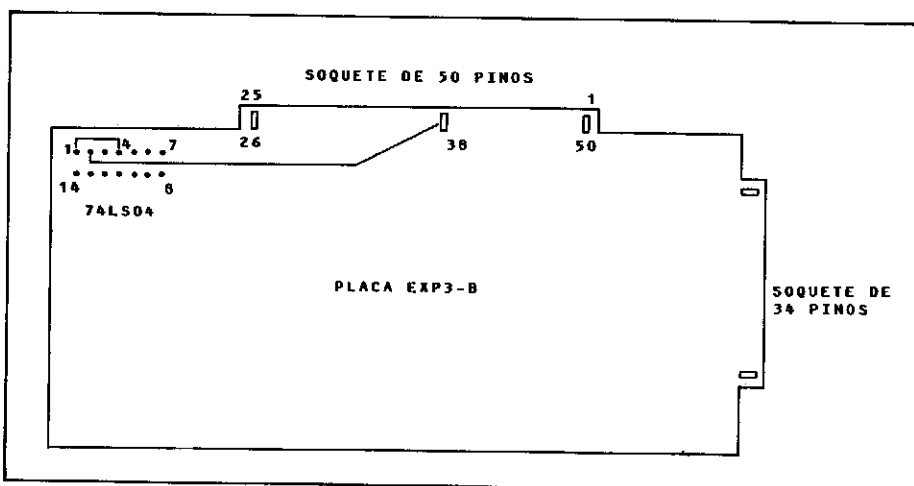 SOQUETE DE 50 PINOS
25
1
26
38
50
1
4
7
14
8
74LS04
PLACA EXP3-B
SOQUETE DE
34 PINOS